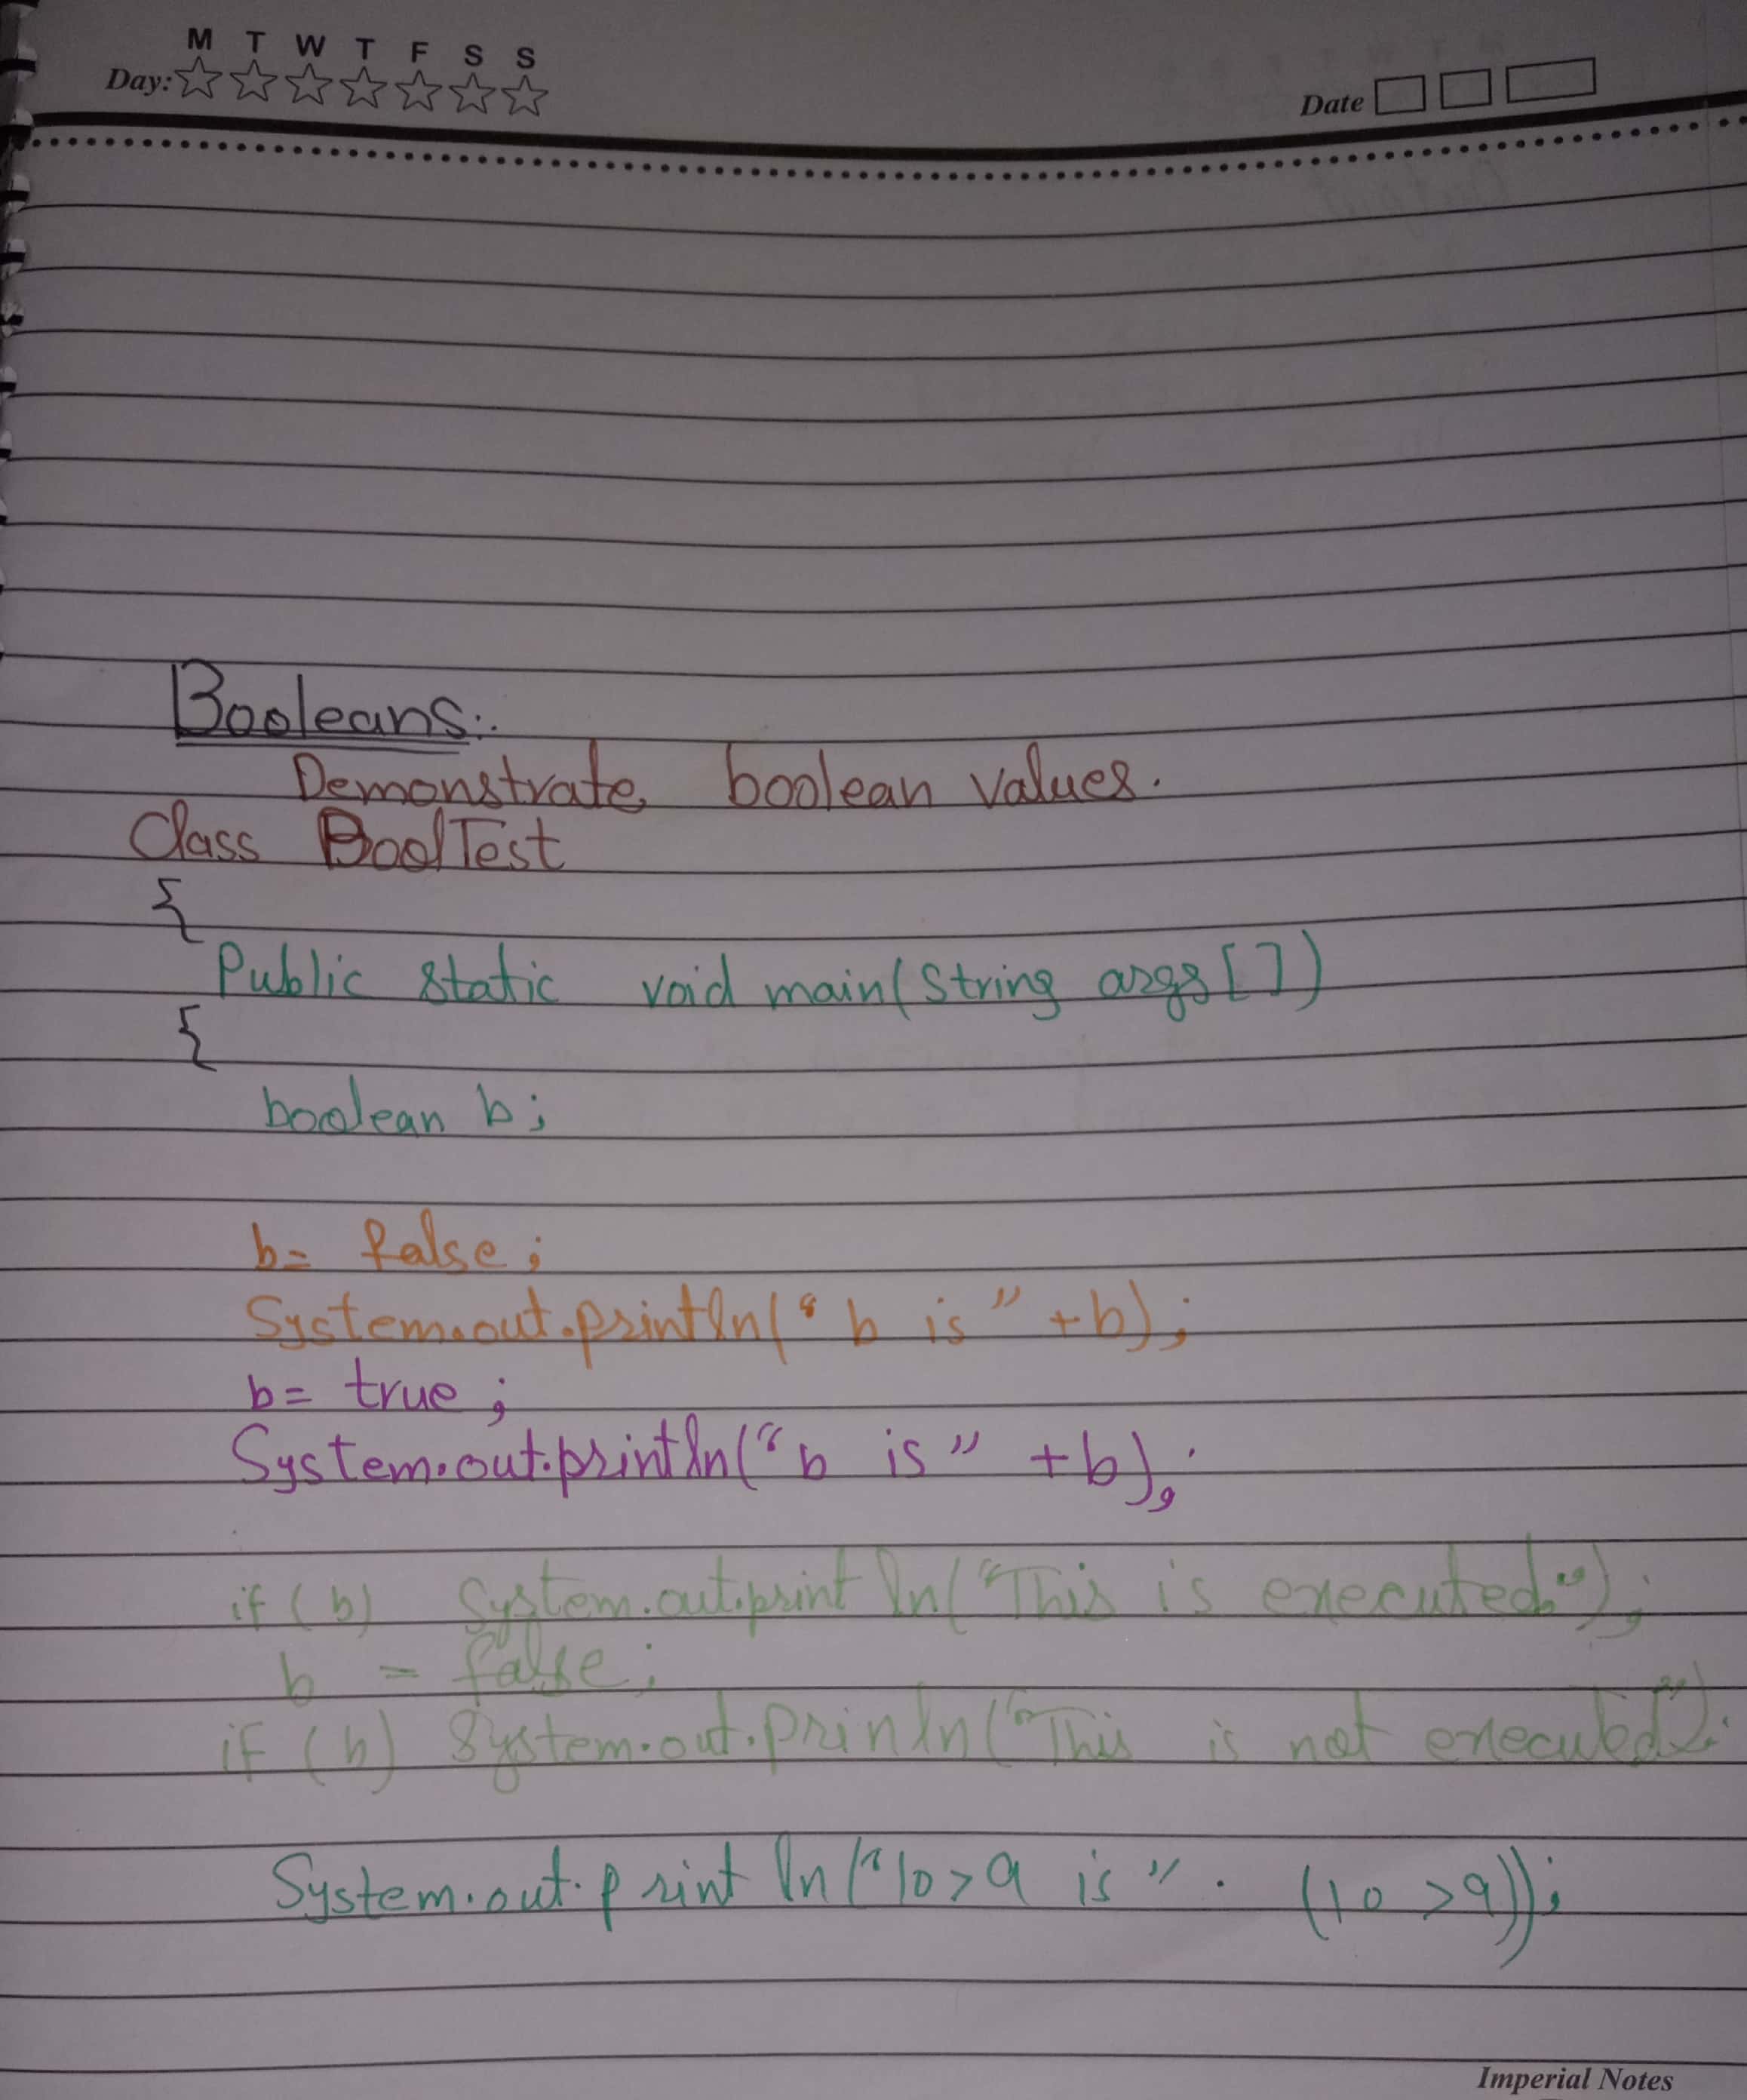 M T W T F S S
Day:
Date
Booleans:.
Demonstrate boolean values.
Class BoolTest
{
Public static void main(String args[])
{
boolean b;
b= false;
System.out.println("b is" +b);
b= true;
System.out.println("b is" +b);
if (b) System.out.print ln("This is executed.");
b = false;
if (b) System.out.prinln("This is not executed");
System.out.print ln("10>9 is". (10 >9));
Imperial Notes